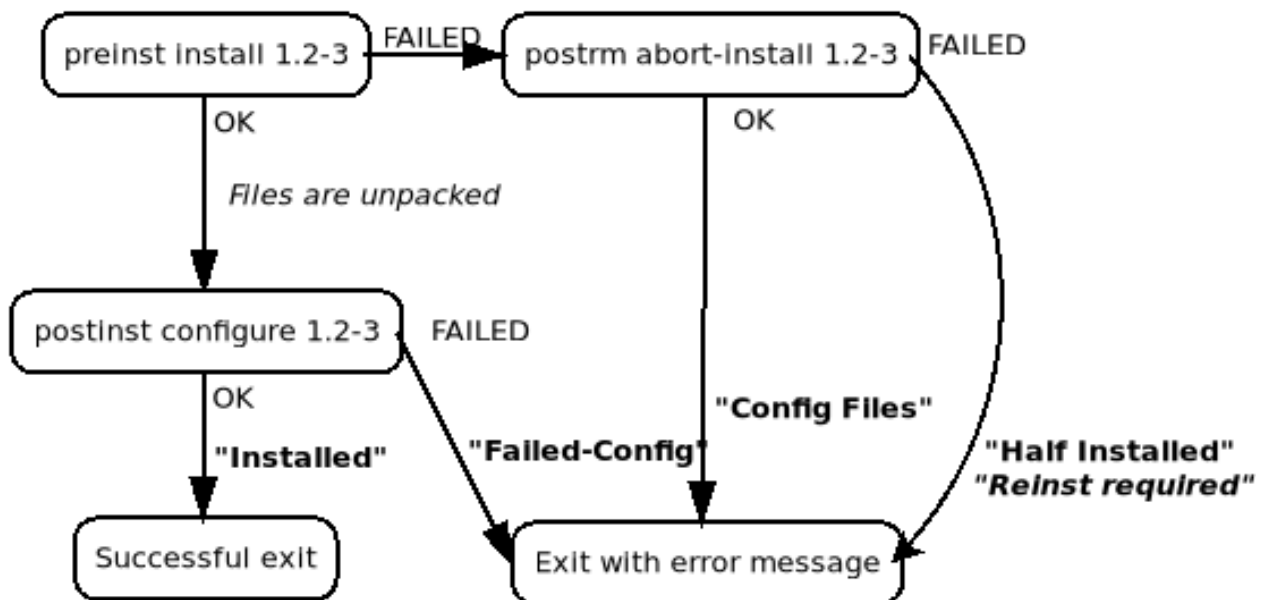 preinst install 1.2-3
FAILED
postrm abort-install 1.2-3
FAILED
OK
OK
Files are unpacked
postinst configure 1.2-3
FAILED
OK
"Config Files"
"Installed"
"Failed-Config"
"Half Installed"
"Reinst required"
Successful exit
Exit with error message